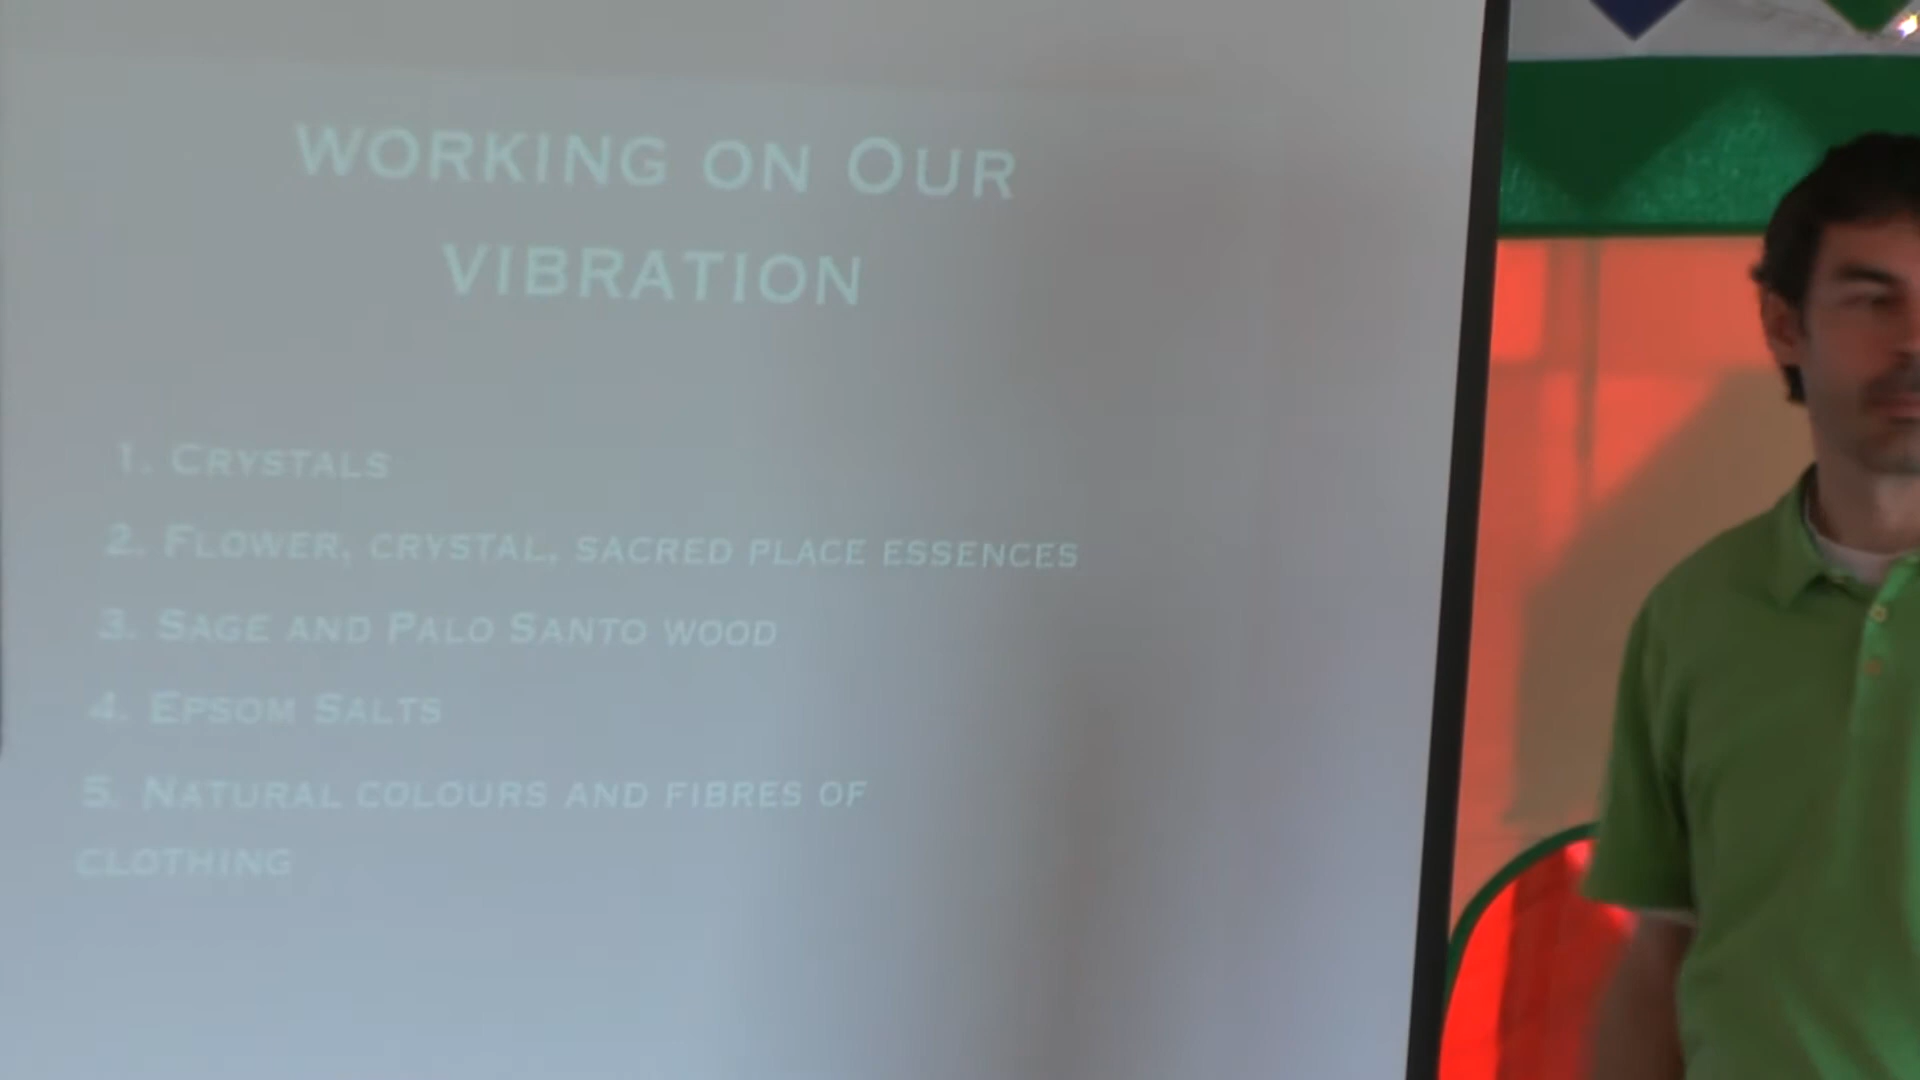 WORKING ON OUR
VIBRATION
1. CRYSTALS
2. FLOWER, CRYSTAL, SACRED PLACE ESSENCES
3. SAGE AND PALO SANTO WOOD
4. EPSOM SALTS
5. NATURAL COLOURS AND FIBRES OF
CLOTHING